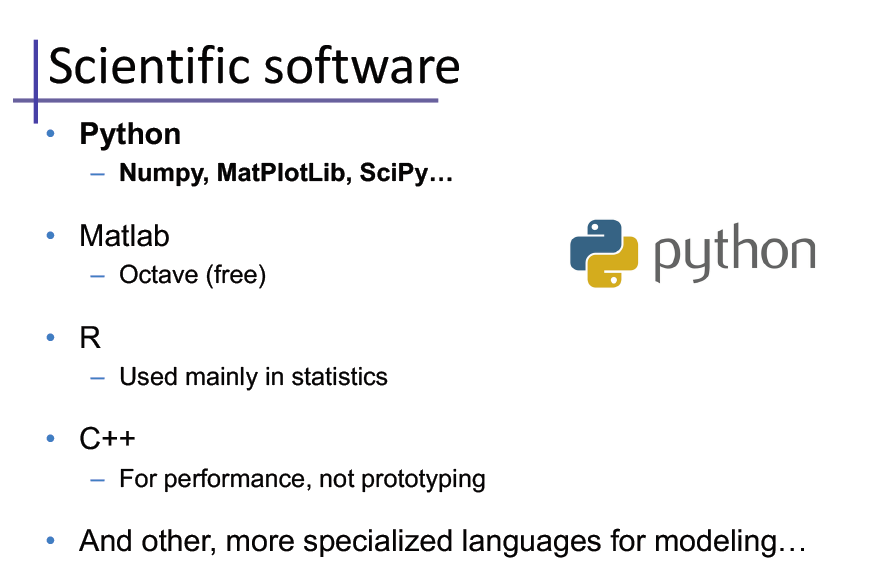 Scientific software
• Python
– Numpy, MatPlotLib, SciPy…
• Matlab
– Octave (free)
python
• R
– Used mainly in statistics
• C++
– For performance, not prototyping
• And other, more specialized languages for modeling…